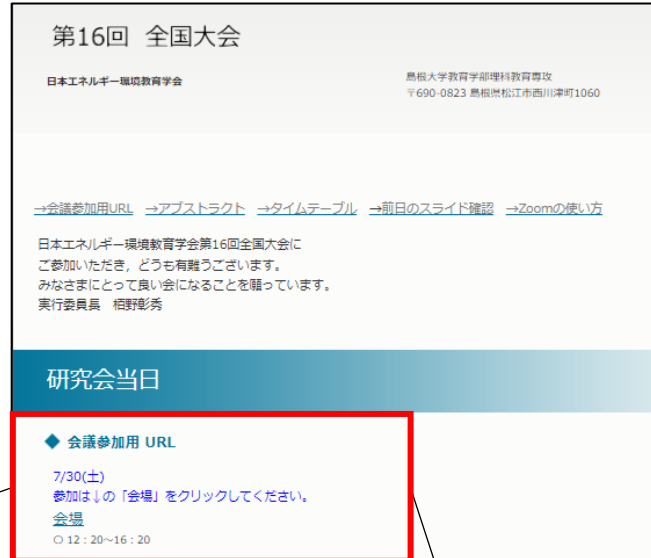 第16回 全国大会
日本エネルギー環境教育学会
島根大学教育学部理科教育専攻
〒690-0823 島根県松江市西川津町1060
→会議参加用URL →アブストラクト →タイムテーブル →前日のスライド確認 →Zoomの使い方
日本エネルギー環境教育学会第16回全国大会に
ご参加いただき，どうも有難うございます。
みなさまにとって良い会になることを願っています。
実行委員長 栢野彰秀
研究会当日
◆ 会議参加用 URL
7/30(土)
参加は↓の「会場」をクリックしてください。
会場
○ 12：20～16：20